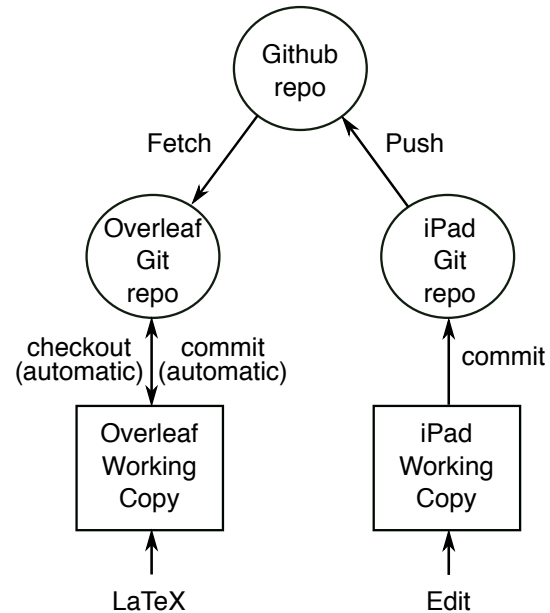 Github
repo
Fetch
Push
Overleaf
Git
repo
iPad
Git
repo
checkout
(automatic)
commit
(automatic)
commit
Overleaf
Working
Copy
iPad
Working
Copy
LaTeX
Edit